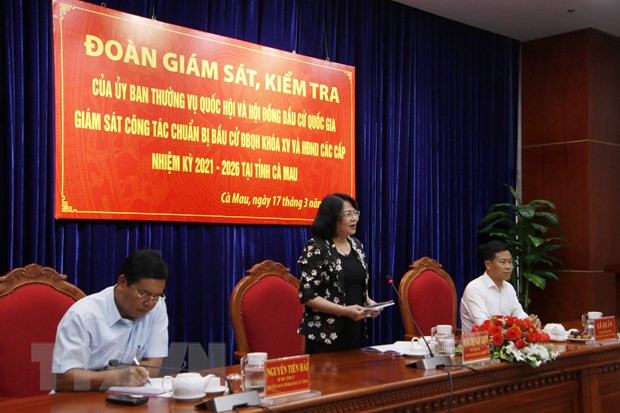 ĐOÀN GIÁM SÁT, KIỂM TRA
CỦA ỦY BAN THƯỜNG VỤ QUỐC HỘI VÀ HỘI ĐỒNG BẦU CỬ QUỐC GIA
GIÁM SÁT CÔNG TÁC CHUẨN BỊ BẦU CỬ ĐBQH KHÓA XV VÀ HĐND CÁC CẤP
NHIỆM KỲ 2021 - 2026 TẠI TỈNH CÀ MAU
Cà Mau, ngày 17 tháng 3 năm
NGUYỄN TIẾN HẢI
LÊ QUÂN